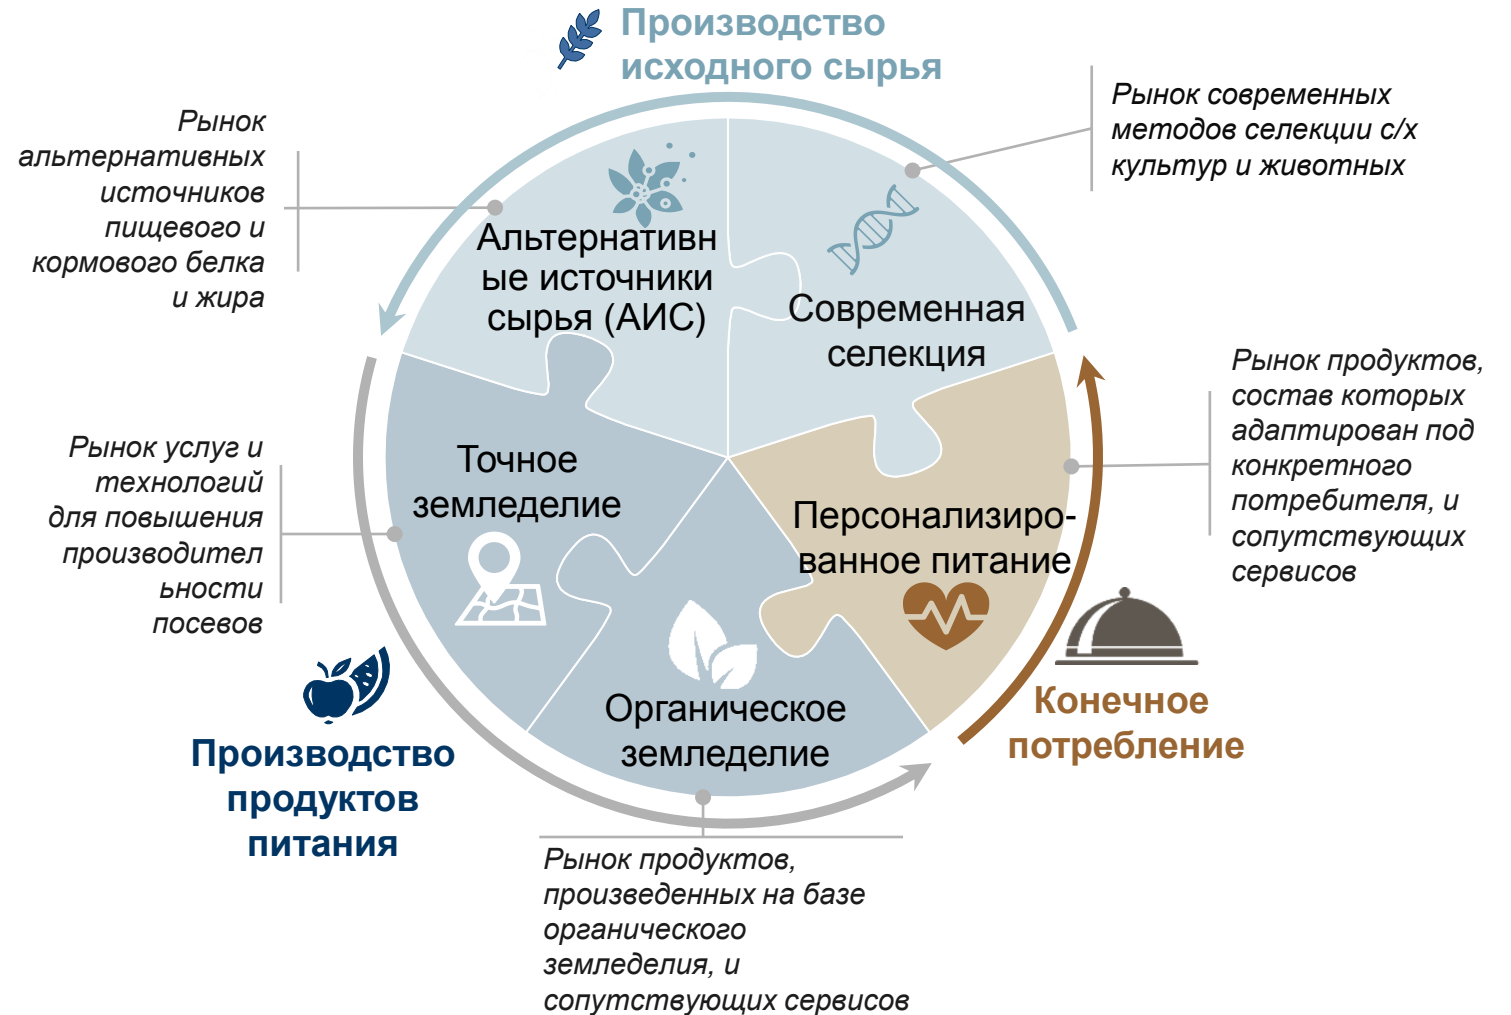 Производство
исходного сырья
Рынок
альтернативных
источников
пищевого и
кормового белка
и жира
Рынок современных
методов селекции с/х
культур и животных
Альтернативн
ые источники
сырья (АИС)
Современная
селекция
Рынок продуктов,
состав которых
адаптирован под
конкретного
потребителя, и
сопутствующих
сервисов
Рынок услуг и
технологий
для повышения
производител
ьности
посевов
Точное
земледелие
Персонализиро-
ванное питание
Органическое
земледелие
Конечное
потребление
Производство
продуктов
питания
Рынок продуктов,
произведенных на базе
органического
земледелия, и
сопутствующих сервисов